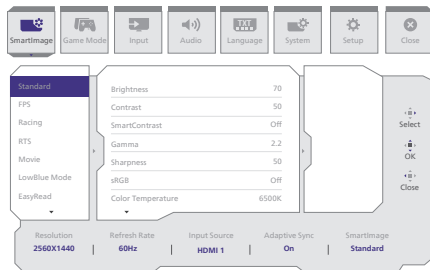 SmartImage Game Mode Input Audio TXT Language System Setup Close
Standard
FPS
Racing
RTS
Movie
LowBlue Mode
EasyRead
Brightness 70
Contrast 50
SmartContrast Off
Gamma 2.2
Sharpness 50
sRGB Off
Color Temperature 6500K
Select
OK
Close
Resolution Refresh Rate Input Source Adaptive Sync SmartImage
2560X1440 | 60Hz | HDMI 1 | On | Standard